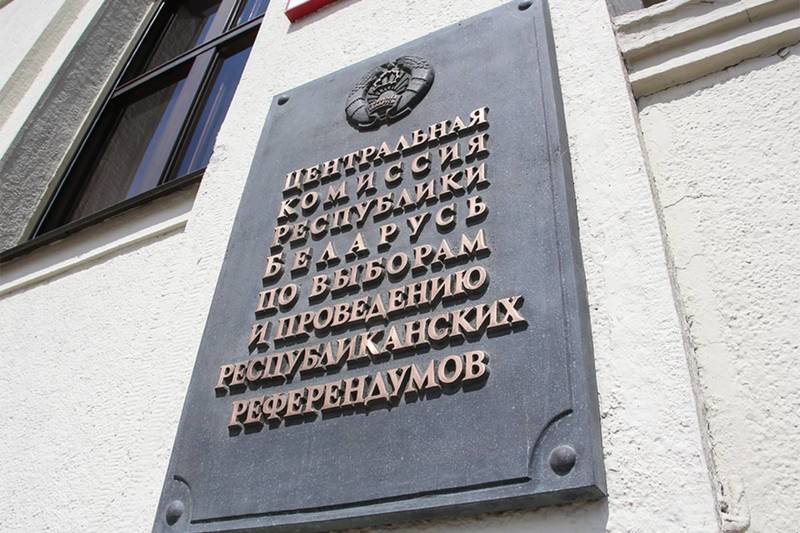 ЦЕНТРАЛЬНАЯ
КОМИССИЯ
РЕСПУБЛИКИ
БЕЛАРУСЬ
ПО ВЫБОРАМ
И ПРОВЕДЕНИЮ
РЕСПУБЛИКАНСКИХ
РЕФЕРЕНДУМОВ